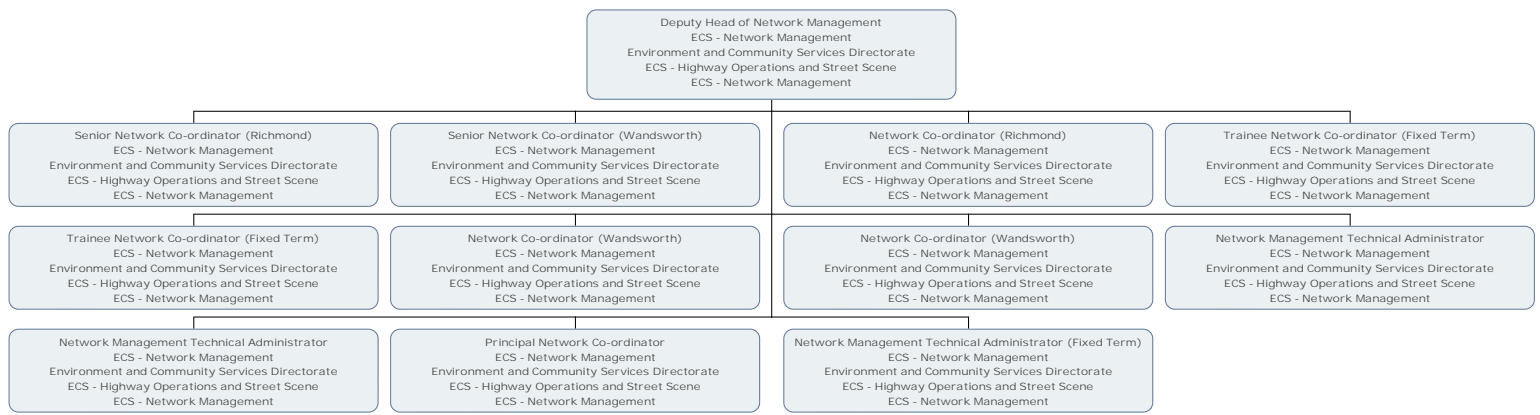 Deputy Head of Network Management
ECS - Network Management
Environment and Community Services Directorate
ECS - Highway Operations and Street Scene
ECS - Network Management
Senior Network Co-ordinator (Richmond)
ECS - Network Management
Environment and Community Services Directorate
ECS - Highway Operations and Street Scene
ECS - Network Management
Senior Network Co-ordinator (Wandsworth)
ECS - Network Management
Environment and Community Services Directorate
ECS - Highway Operations and Street Scene
ECS - Network Management
Network Co-ordinator (Richmond)
ECS - Network Management
Environment and Community Services Directorate
ECS - Highway Operations and Street Scene
ECS - Network Management
Trainee Network Co-ordinator (Fixed Term)
ECS - Network Management
Environment and Community Services Directorate
ECS - Highway Operations and Street Scene
ECS - Network Management
Trainee Network Co-ordinator (Fixed Term)
ECS - Network Management
Environment and Community Services Directorate
ECS - Highway Operations and Street Scene
ECS - Network Management
Network Co-ordinator (Wandsworth)
ECS - Network Management
Environment and Community Services Directorate
ECS - Highway Operations and Street Scene
ECS - Network Management
Network Co-ordinator (Wandsworth)
ECS - Network Management
Environment and Community Services Directorate
ECS - Highway Operations and Street Scene
ECS - Network Management
Network Management Technical Administrator
ECS - Network Management
Environment and Community Services Directorate
ECS - Highway Operations and Street Scene
ECS - Network Management
Network Management Technical Administrator
ECS - Network Management
Environment and Community Services Directorate
ECS - Highway Operations and Street Scene
ECS - Network Management
Principal Network Co-ordinator
ECS - Network Management
Environment and Community Services Directorate
ECS - Highway Operations and Street Scene
ECS - Network Management
Network Management Technical Administrator (Fixed Term)
ECS - Network Management
Environment and Community Services Directorate
ECS - Highway Operations and Street Scene
ECS - Network Management